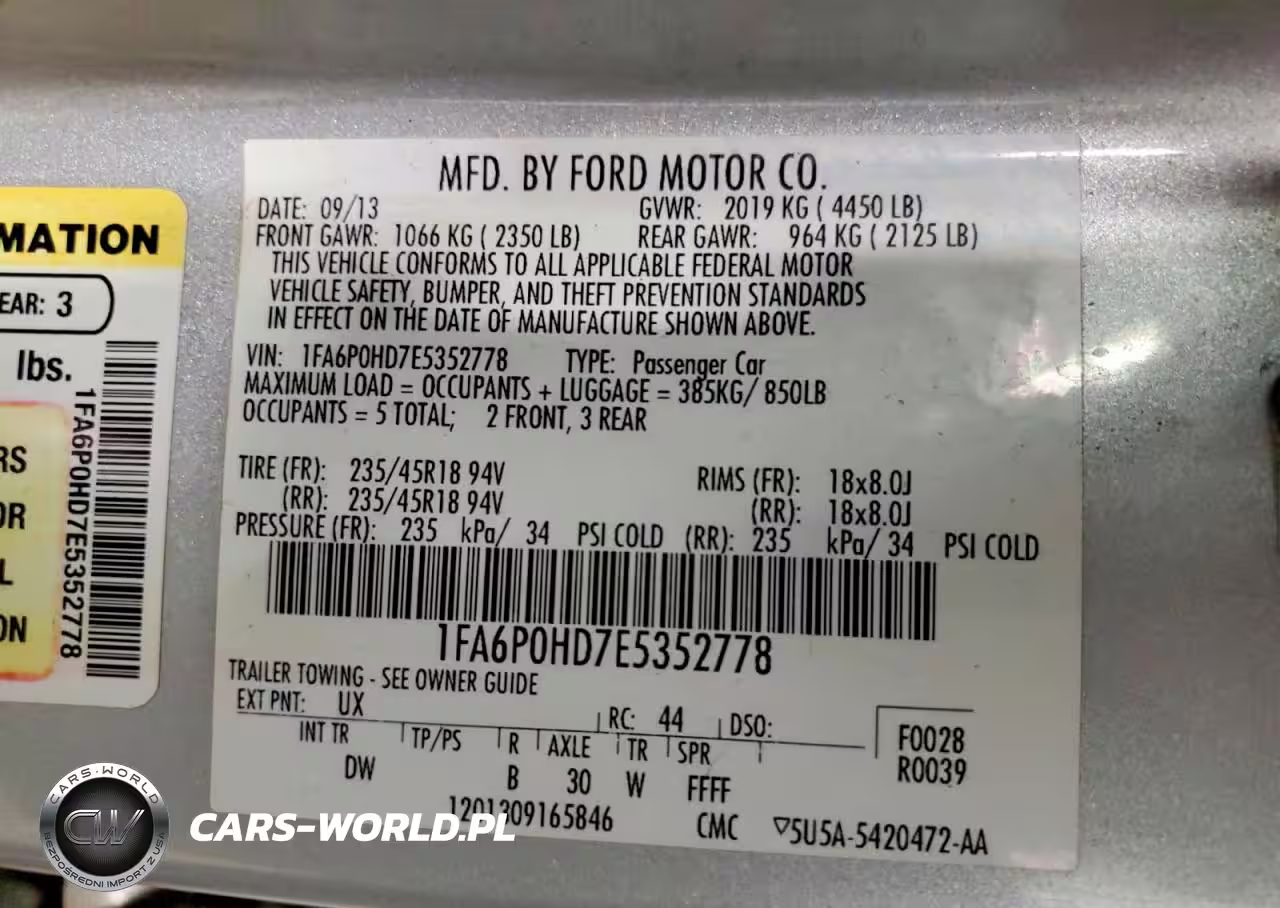 MFD. BY FORD MOTOR CO.
DATE: 09/13 GVWR: 2019 KG ( 4450 LB)
FRONT GAWR: 1066 KG ( 2350 LB) REAR GAWR: 964 KG ( 2125 LB)
THIS VEHICLE CONFORMS TO ALL APPLICABLE FEDERAL MOTOR
VEHICLE SAFETY, BUMPER, AND THEFT PREVENTION STANDARDS
IN EFFECT ON THE DATE OF MANUFACTURE SHOWN ABOVE.
VIN: 1FA6P0HD7E5352778 TYPE: Passenger Car
MAXIMUM LOAD = OCCUPANTS + LUGGAGE = 385KG/ 850LB
OCCUPANTS = 5 TOTAL; 2 FRONT, 3 REAR
TIRE (FR): 235/45R18 94V RIMS (FR): 18x8.0J
(RR): 235/45R18 94V (RR): 18x8.0J
PRESSURE (FR): 235 kPa/ 34 PSI COLD (RR): 235 kPa/ 34 PSI COLD
1FA6P0HD7E5352778
TRAILER TOWING - SEE OWNER GUIDE
EXT PNT: UX RC: 44 DSO:
INT TR TP/PS R AXLE TR SPR
DW B 30 W FFFF
F0028
R0039
1201309165846 CMC ▽5U5A-5420472-AA
MATION
EAR: 3
lbs.
RS
OR
L
ON
1FA6P0HD7E5352778
CARS-WORLD
CW
BEZPOŚREDNI IMPORT Z USA
CARS-WORLD.PL